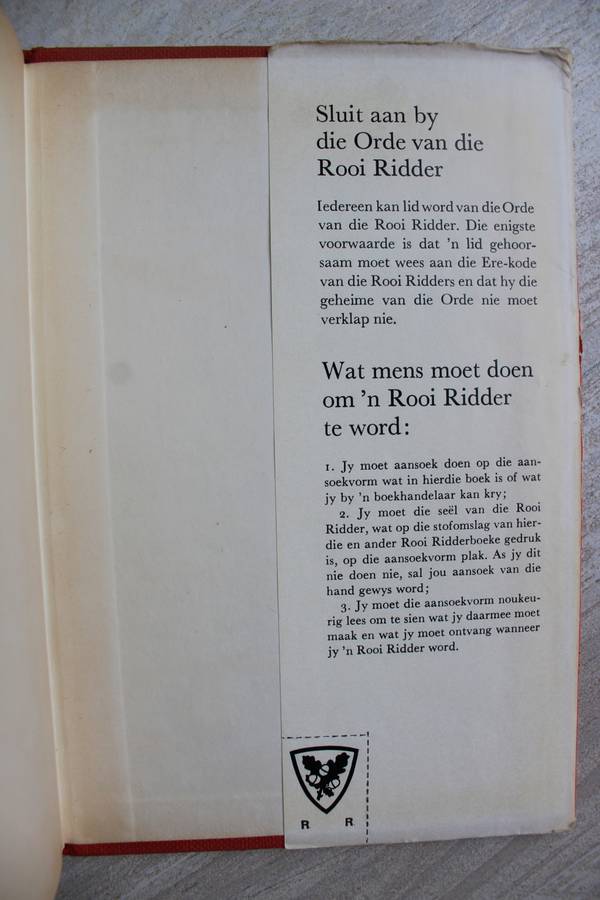 Sluit aan by
die Orde van die
Rooi Ridder
Iedereen kan lid word van die Orde
van die Rooi Ridder. Die enigste
voorwaarde is dat 'n lid gehoor-
saam moet wees aan die Ere-kode
van die Rooi Ridders en dat hy die
geheime van die Orde nie moet
verklap nie.
Wat mens moet doen
om 'n Rooi Ridder
te word:
1. Jy moet aansoek doen op die aan-
soekvorm wat in hierdie boek is of wat
jy by 'n boekhandelaar kan kry;
2. Jy moet die seël van die Rooi
Ridder, wat op die stofomslag van hier-
die en ander Rooi Ridderboeke gedruk
is, op die aansoekvorm plak. As jy dit
nie doen nie, sal jou aansoek van die
hand gewys word;
3. Jy moet die aansoekvorm noukeu-
rig lees om te sien wat jy daarmee moet
maak en wat jy moet ontvang wanneer
jy 'n Rooi Ridder word.
R R